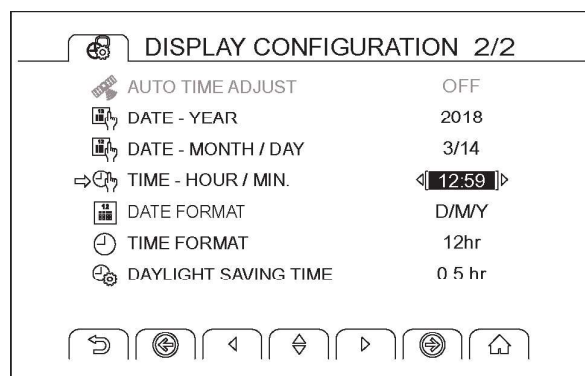 DISPLAY CONFIGURATION 2/2
AUTO TIME ADJUST OFF
DATE - YEAR 2018
DATE - MONTH / DAY 3/14
TIME - HOUR / MIN. [12:59]
DATE FORMAT D/M/Y
TIME FORMAT 12hr
DAYLIGHT SAVING TIME 0 5 hr